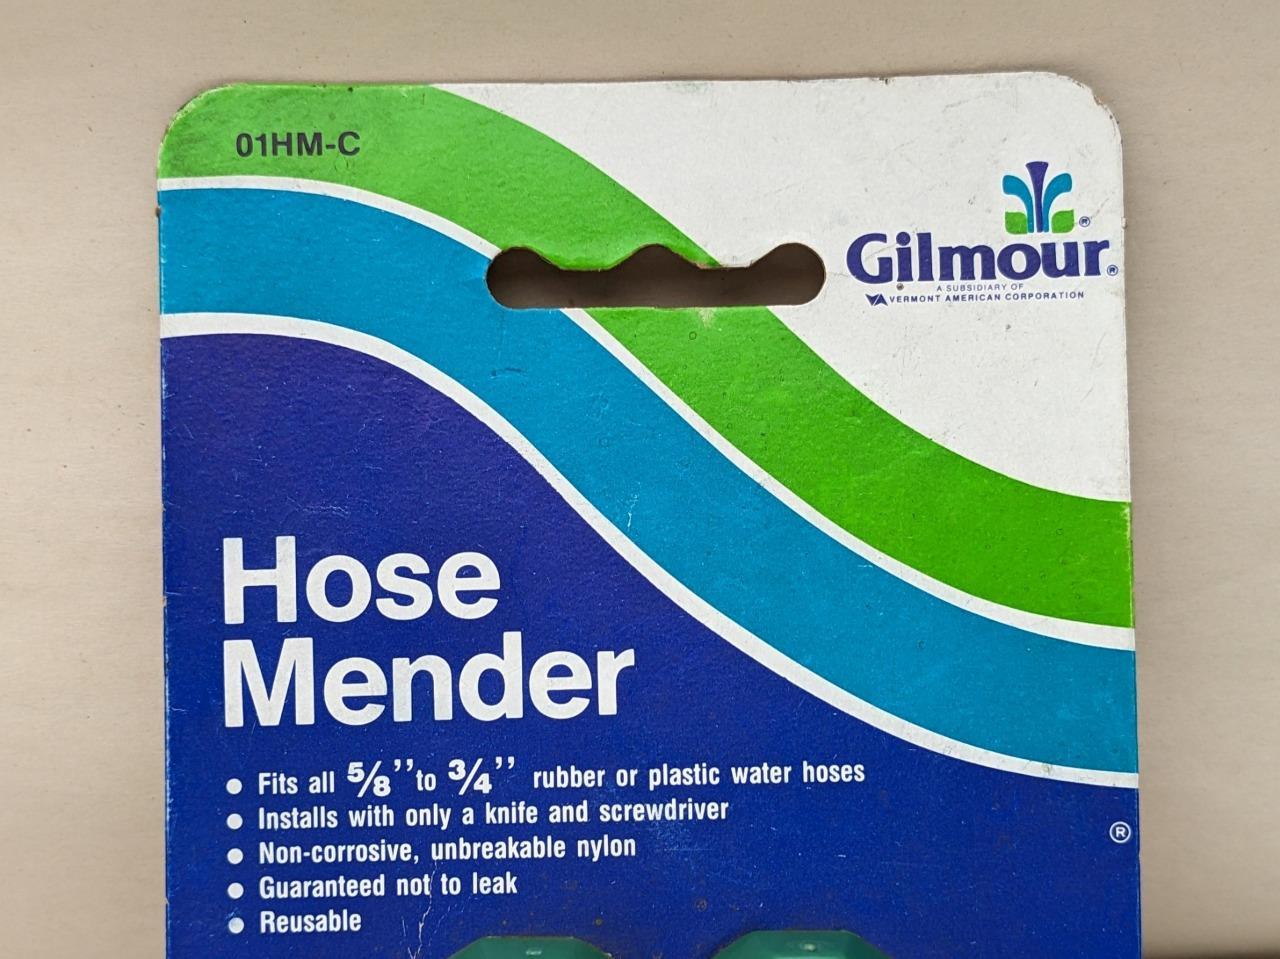 01HM-C
®
Gilmour®
A SUBSIDIARY OF
VERMONT AMERICAN CORPORATION
Hose
Mender
• Fits all 5/8’’ to 3/4’’ rubber or plastic water hoses
• Installs with only a knife and screwdriver
• Non-corrosive, unbreakable nylon
• Guaranteed not to leak
• Reusable
®